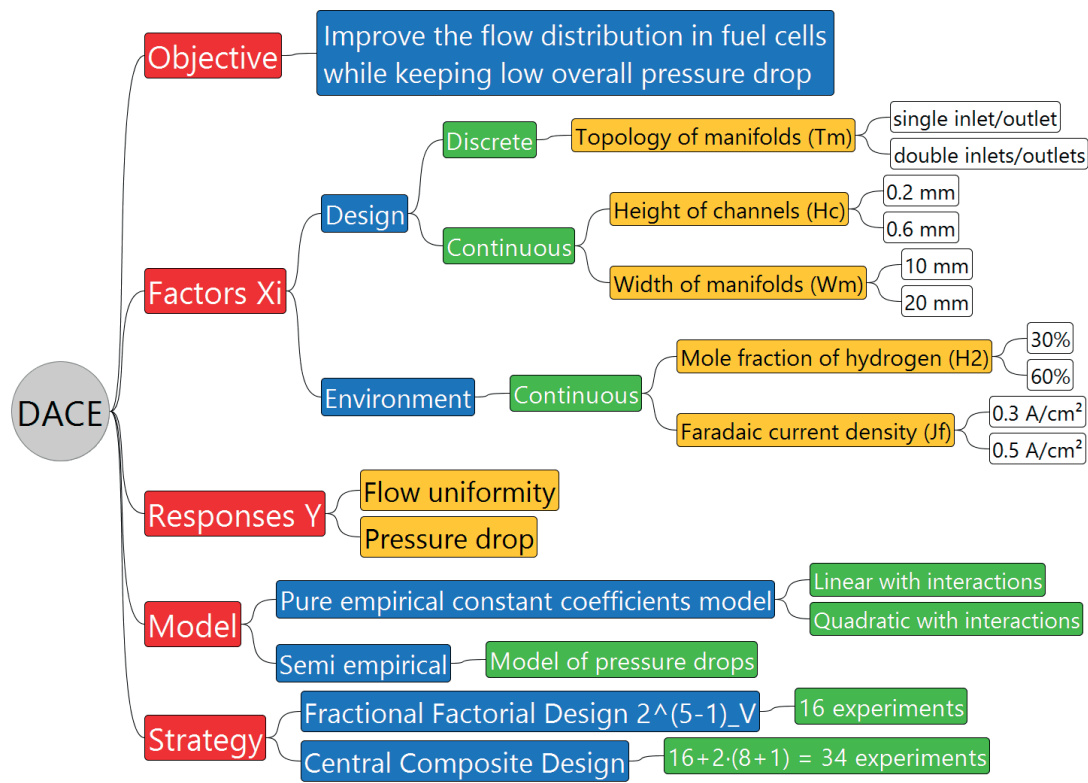 DACE
Objective
Improve the flow distribution in fuel cells
while keeping low overall pressure drop
Factors Xi
Design
Discrete
Topology of manifolds (Tm)
single inlet/outlet
double inlets/outlets
Continuous
Height of channels (Hc)
0.2 mm
0.6 mm
Width of manifolds (Wm)
10 mm
20 mm
Environment
Continuous
Mole fraction of hydrogen (H2)
30%
60%
Faradaic current density (Jf)
0.3 A/cm²
0.5 A/cm²
Responses Y
Flow uniformity
Pressure drop
Model
Pure empirical constant coefficients model
Linear with interactions
Quadratic with interactions
Semi empirical
Model of pressure drops
Strategy
Fractional Factorial Design 2^(5-1)_V
16 experiments
Central Composite Design
16+2·(8+1) = 34 experiments